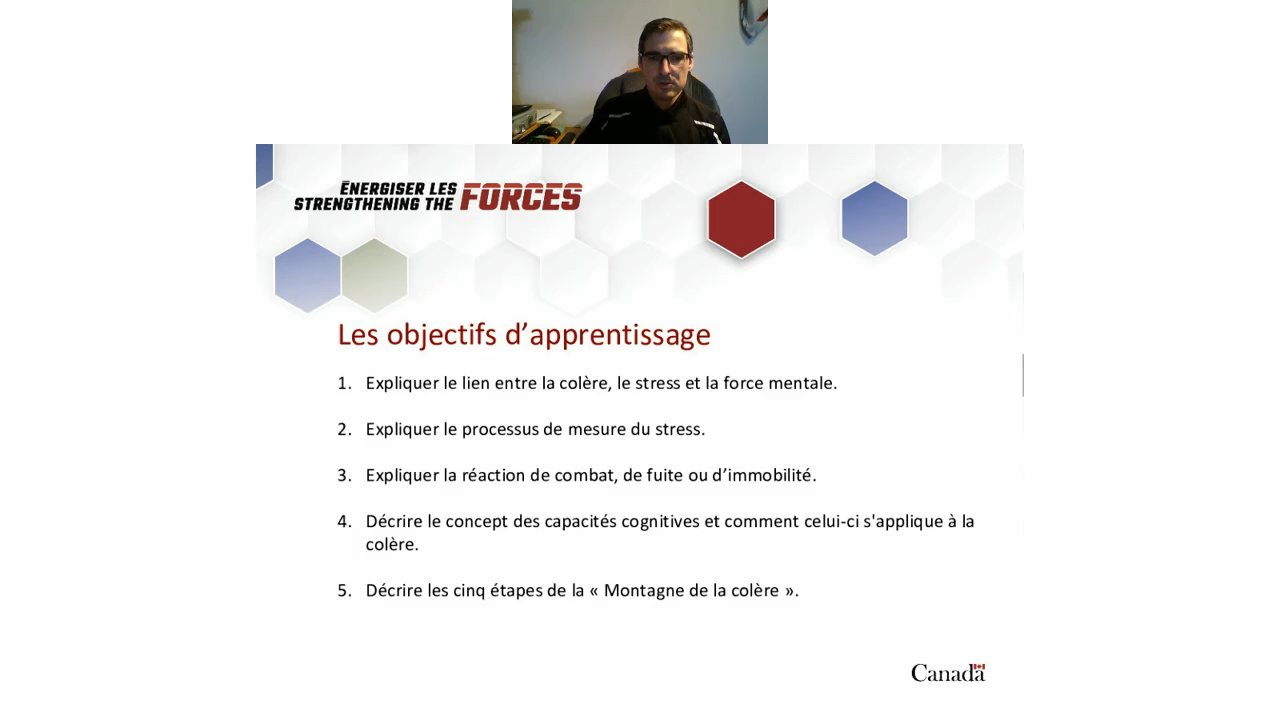 ÉNERGISER LES
STRENGTHENING THE FORCES
Les objectifs d’apprentissage
1. Expliquer le lien entre la colère, le stress et la force mentale.
2. Expliquer le processus de mesure du stress.
3. Expliquer la réaction de combat, de fuite ou d’immobilité.
4. Décrire le concept des capacités cognitives et comment celui-ci s'applique à la
colère.
5. Décrire les cinq étapes de la « Montagne de la colère ».
Canada